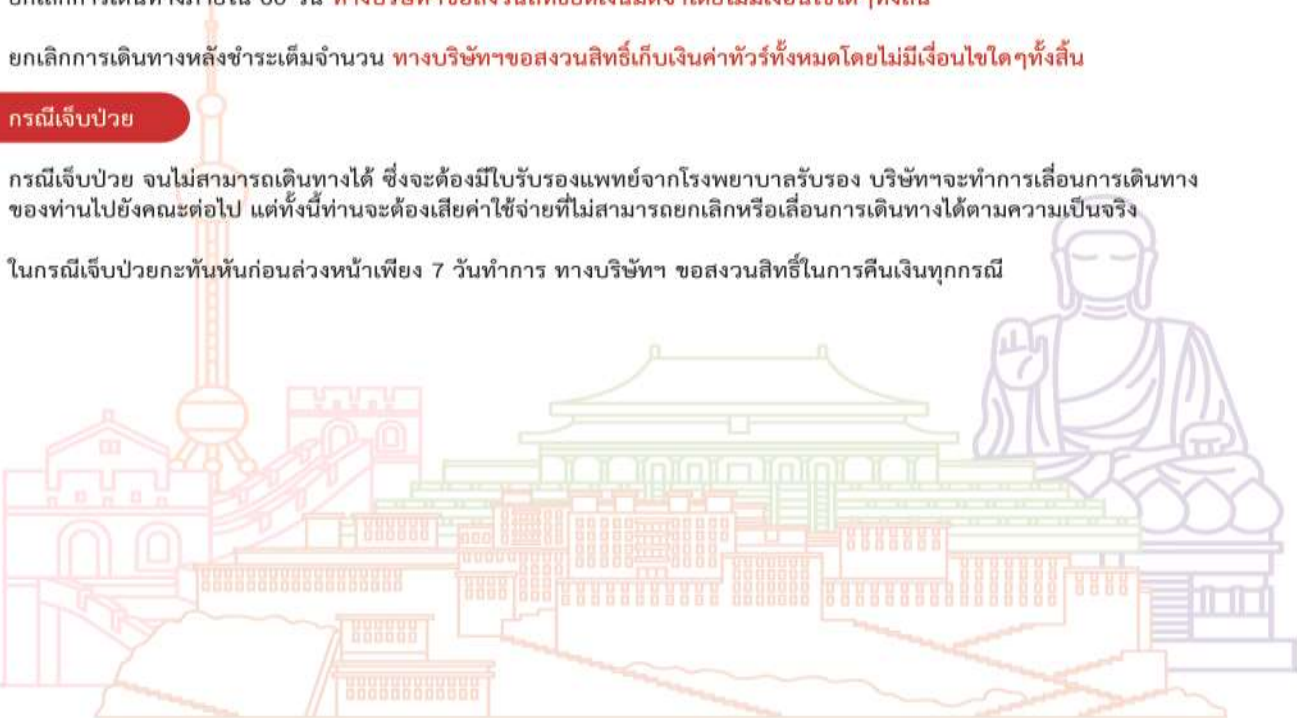 ยกเลิกการเดินทางหลังชำระเต็มจำนวน ทางบริษัทฯขอสงวนสิทธิ์เก็บเงินค่าทัวร์ทั้งหมดโดยไม่มีเงื่อนไขใดๆทั้งสิ้น
กรณีเจ็บป่วย
กรณีเจ็บป่วย จนไม่สามารถเดินทางได้ ซึ่งจะต้องมีใบรับรองแพทย์จากโรงพยาบาลรับรอง บริษัทฯจะทำการเลื่อนการเดินทาง
ของท่านไปยังคณะต่อไป แต่ทั้งนี้ท่านจะต้องเสียค่าใช้จ่ายที่ไม่สามารถยกเลิกหรือเลื่อนการเดินทางได้ตามความเป็นจริง
ในกรณีเจ็บป่วยกะทันหันก่อนล่วงหน้าเพียง 7 วันทำการ ทางบริษัทฯ ขอสงวนสิทธิ์ในการคืนเงินทุกกรณี